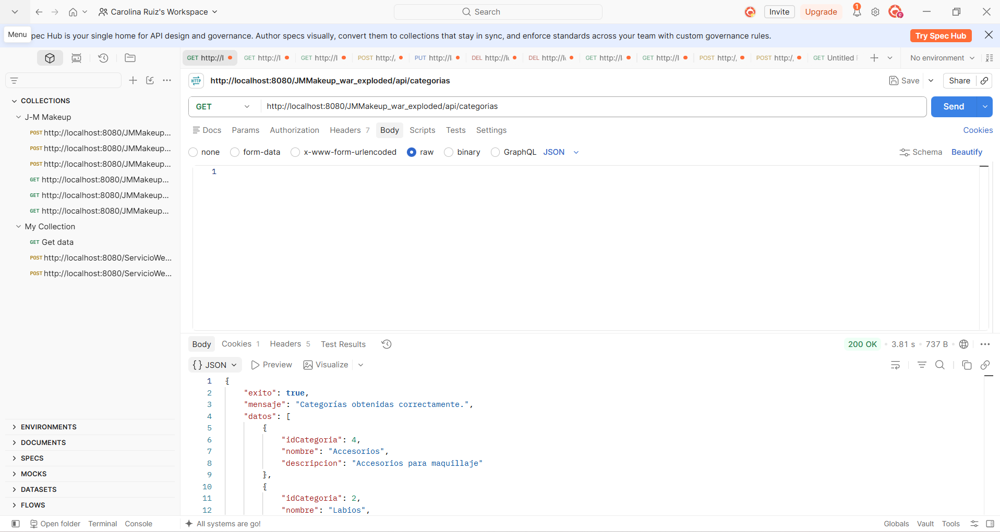 Carolina Ruiz's Workspace
Search
Invite
Upgrade
1
Menu
pec Hub is your single home for API design and governance. Author specs visually, convert them to collections that stay in sync, and enforce standards across your team with custom governance rules.
Try Spec Hub
GET http://l
GET http://l
GET http://l
POST http:/
PUT http://l
DEL http://l
DEL http://l
GET http://l
GET http://l
POST http:/
POST http:/
GET Untitled
No environment
HTTP
http://localhost:8080/JMMakeup_war_exploded/api/categorias
Save
Share
COLLECTIONS
J-M Makeup
POST http://localhost:8080/JMMakeup...
POST http://localhost:8080/JMMakeup...
POST http://localhost:8080/JMMakeup...
GET http://localhost:8080/JMMakeup...
GET http://localhost:8080/JMMakeup...
GET http://localhost:8080/JMMakeup...
My Collection
GET Get data
POST http://localhost:8080/ServicioWe...
POST http://localhost:8080/ServicioWe...
ENVIRONMENTS
DOCUMENTS
SPECS
MOCKS
DATASETS
FLOWS
GET
http://localhost:8080/JMMakeup_war_exploded/api/categorias
Send
Docs Params Authorization Headers 7 Body Scripts Tests Settings
Cookies
none form-data x-www-form-urlencoded raw binary GraphQL JSON
Schema Beautify
1
Body Cookies 1 Headers 5 Test Results
200 OK • 3.81 s • 737 B
{} JSON Preview Visualize
1 {
2 "exito": true,
3 "mensaje": "Categorías obtenidas correctamente.",
4 "datos": [
5 {
6 "idCategoria": 4,
7 "nombre": "Accesorios",
8 "descripcion": "Accesorios para maquillaje"
9 },
10 {
11 "idCategoria": 2,
12 "nombre": "Labios",
Open folder Terminal Console
All systems are go!
Globals Vault Tools